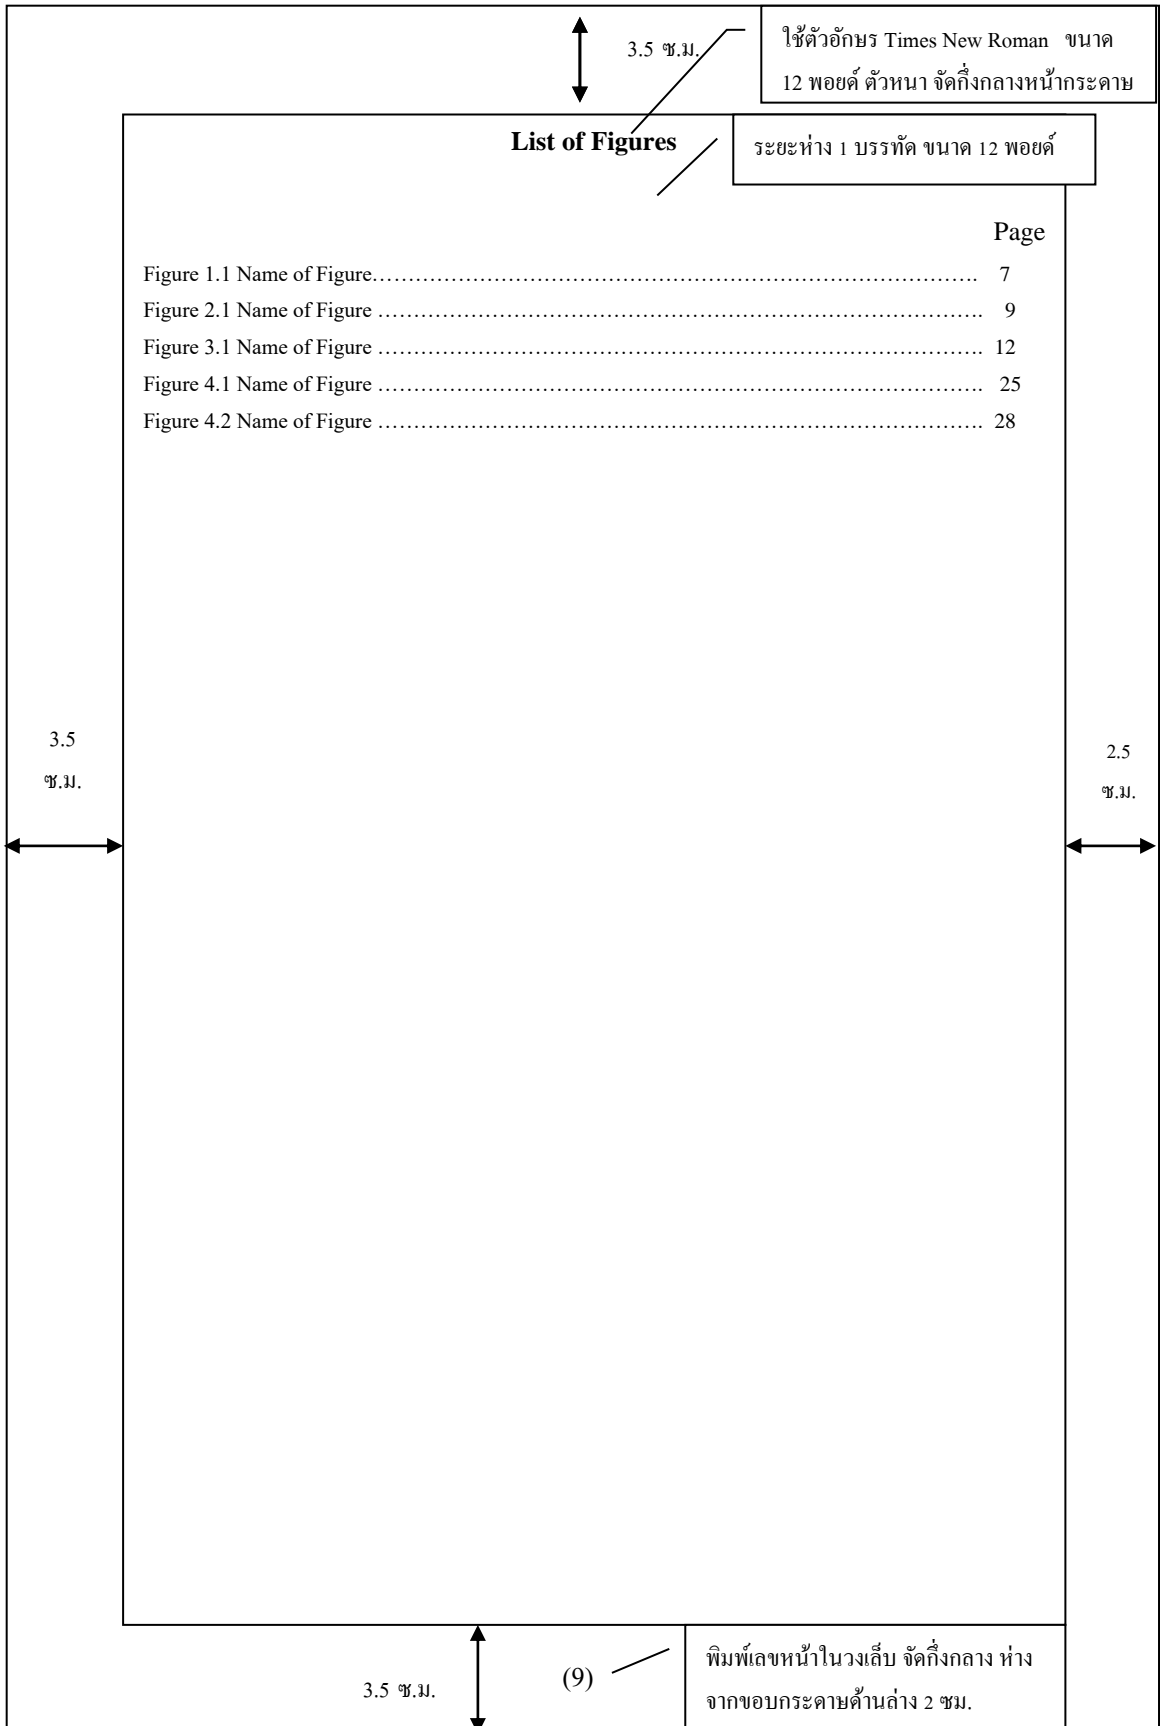 ใช้ตัวอักษร Times New Roman ขนาด
12 พอยด์ ตัวหนา จัดกึ่งกลางหน้ากระดาษ
3.5 ซ.ม.
List of Figures
ระยะห่าง 1 บรรทัด ขนาด 12 พอยด์
Page
Figure 1.1 Name of Figure………………………………………………………………………. 7
Figure 2.1 Name of Figure ………………………………………………………………………. 9
Figure 3.1 Name of Figure ………………………………………………………………………. 12
Figure 4.1 Name of Figure ………………………………………………………………………. 25
Figure 4.2 Name of Figure ………………………………………………………………………. 28
3.5
ซ.ม.
2.5
ซ.ม.
3.5 ซ.ม.
(9)
พิมพ์เลขหน้าในวงเล็บ จัดกึ่งกลาง ห่าง
จากขอบกระดาษด้านล่าง 2 ซม.